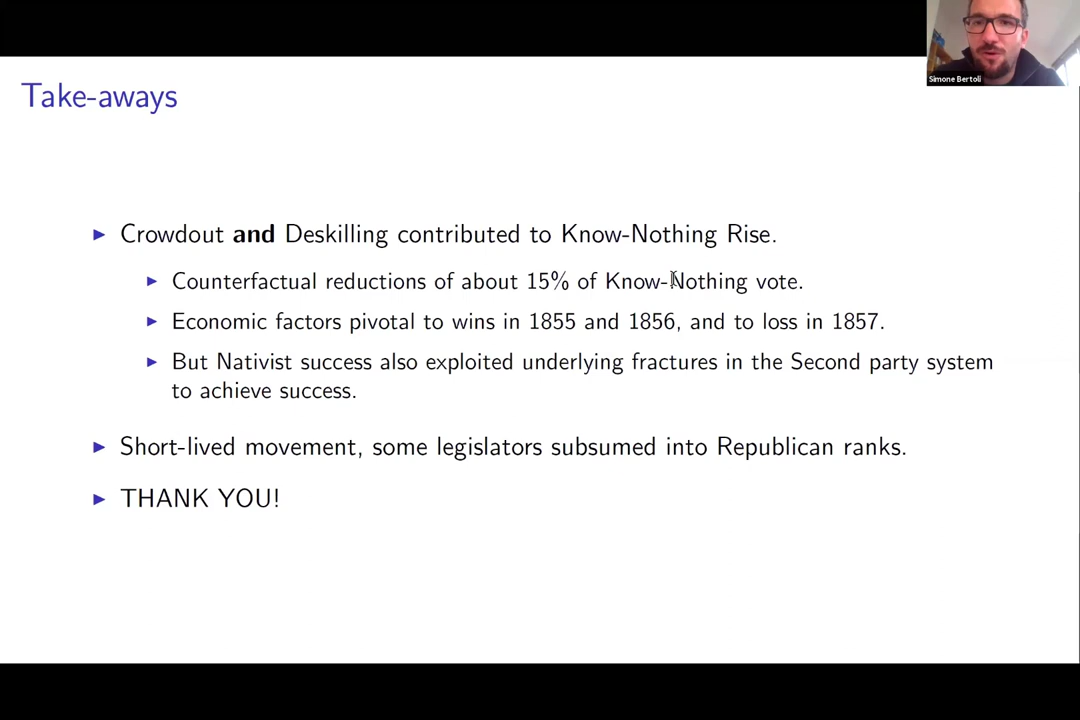 Simone Bertoli
Take-aways
Crowdout and Deskilling contributed to Know-Nothing Rise.
Counterfactual reductions of about 15% of Know-Nothing vote.
Economic factors pivotal to wins in 1855 and 1856, and to loss in 1857.
But Nativist success also exploited underlying fractures in the Second party system
to achieve success.
Short-lived movement, some legislators subsumed into Republican ranks.
THANK YOU!